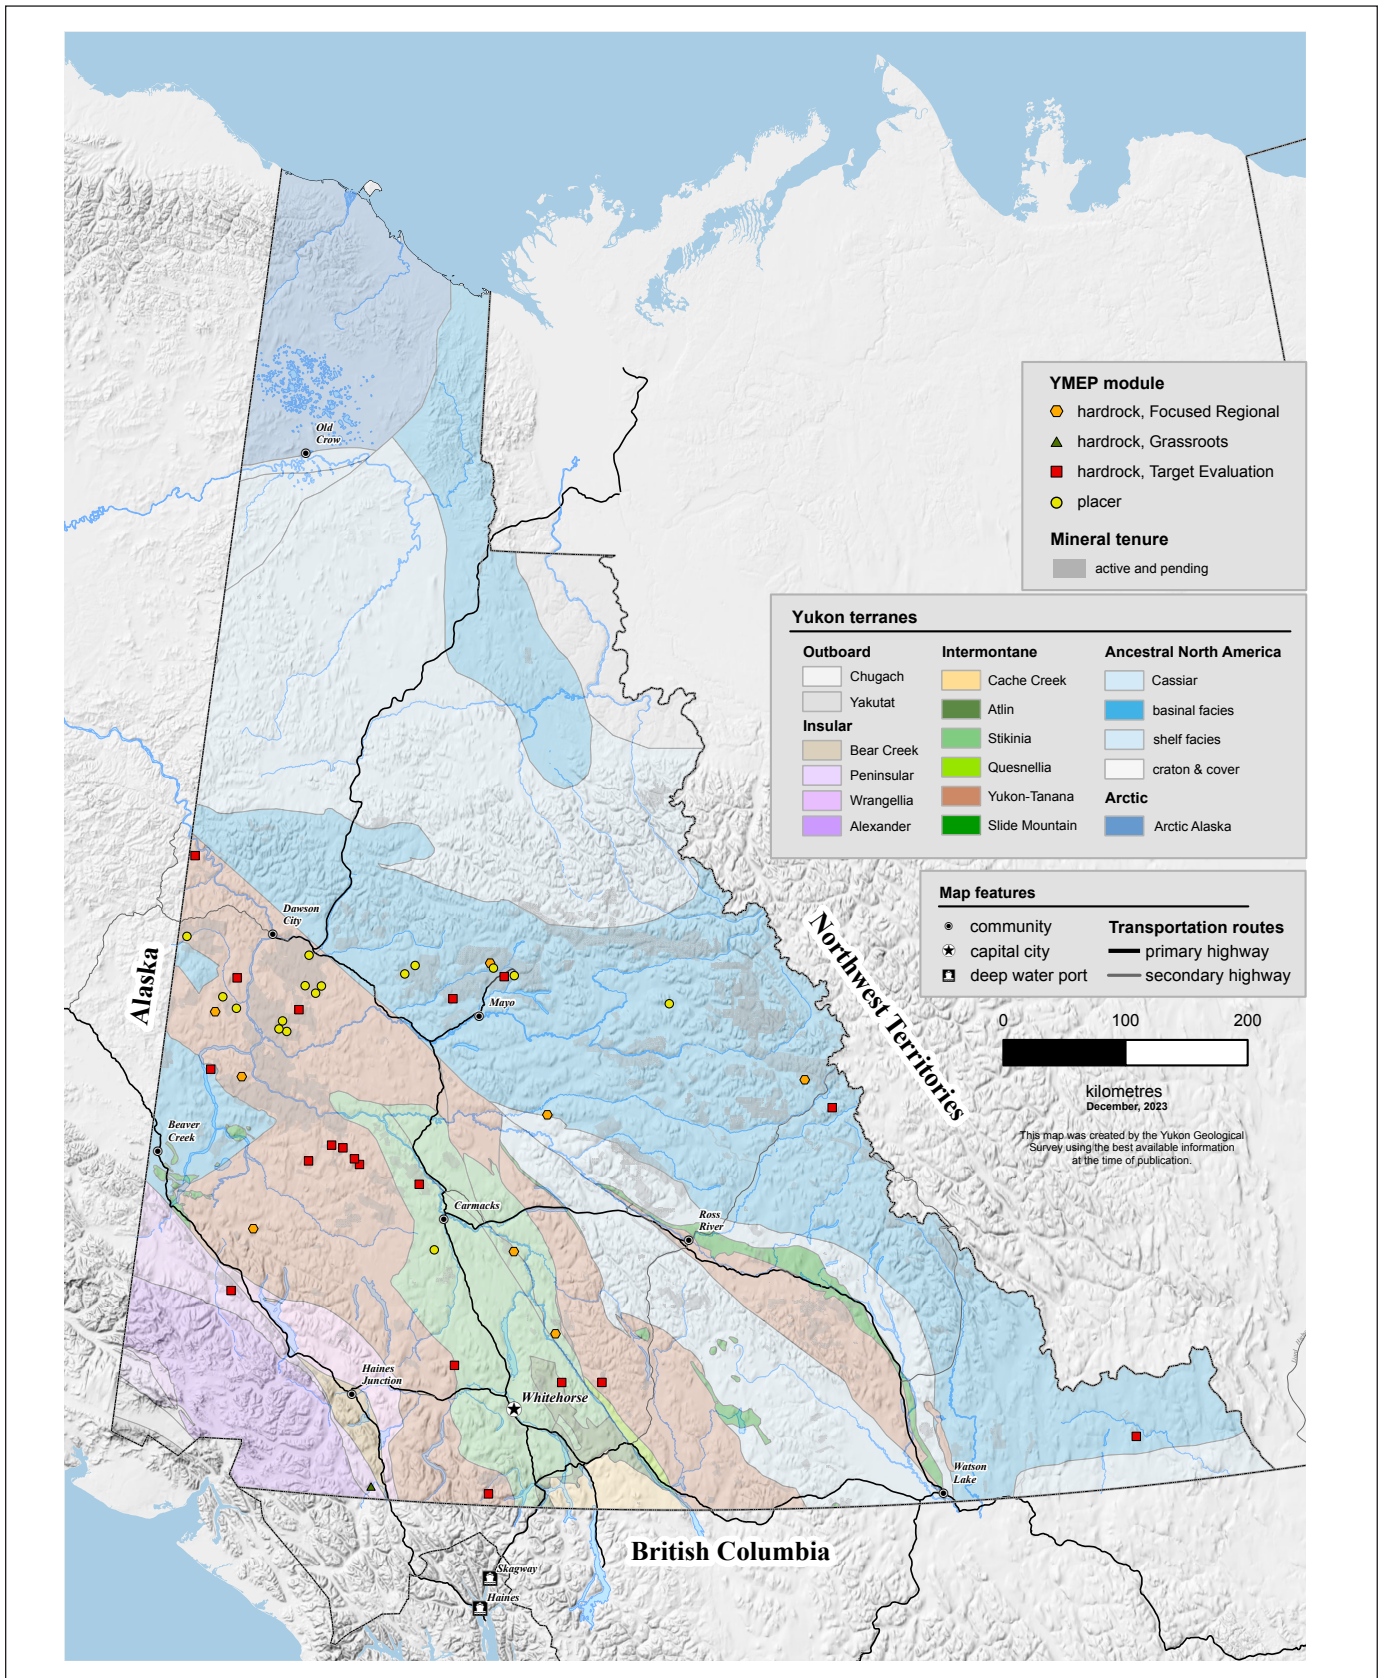 Old
Crow
YMEP module
hardrock, Focused Regional
hardrock, Grassroots
hardrock, Target Evaluation
placer
Mineral tenure
active and pending
Yukon terranes
Outboard
Chugach
Yakutat
Insular
Bear Creek
Peninsular
Wrangellia
Alexander
Intermontane
Cache Creek
Atlin
Stikinia
Quesnellia
Yukon-Tanana
Slide Mountain
Ancestral North America
Cassiar
basinal facies
shelf facies
craton & cover
Arctic
Arctic Alaska
Map features
community
capital city
deep water port
Transportation routes
primary highway
secondary highway
0 100 200
kilometres
December, 2023
This map was created by the Yukon Geological
Survey using the best available information
at the time of publication.
Dawson
City
Alaska
Northwest Territories
Mayo
Beaver
Creek
Carmacks
Ross
River
Haines
Junction
Whitehorse
Watson
Lake
British Columbia
Skagway
Haines